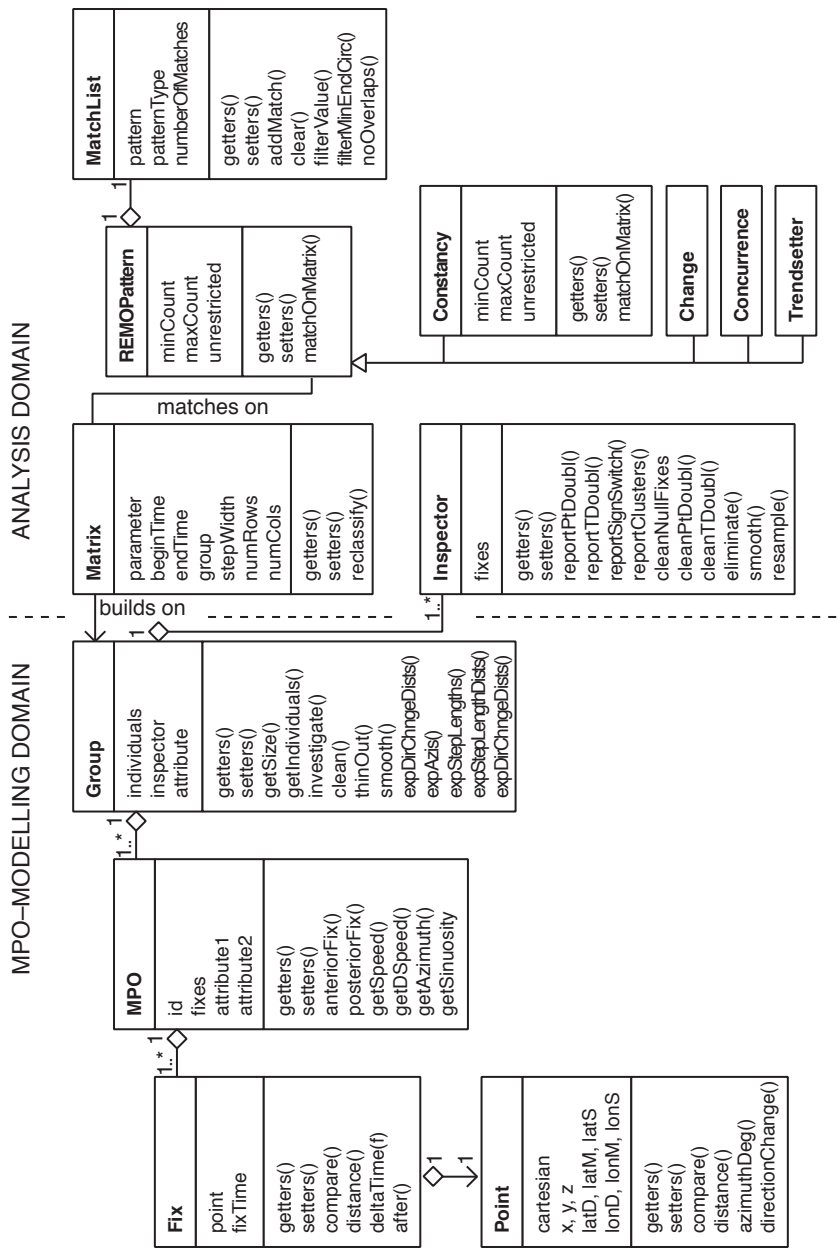 MPO–MODELLING DOMAIN
ANALYSIS DOMAIN
Fix
point
fixTime
getters()
setters()
compare()
distance()
deltaTime(f)
after()
1..*
1
MPO
id
fixes
attribute1
attribute2
getters()
setters()
anteriorFix()
posteriorFix()
getSpeed()
getDSpeed()
getAzimuth()
getSinuosity
1..*
1
Group
individuals
inspector
attribute
getters()
setters()
getSize()
getIndividuals()
investigate()
clean()
thinOut()
smooth()
expDirChngeDists()
expAzis()
expStepLengths()
expStepLengthDists()
expDirChngeDists()
builds on
1
1..*
Matrix
parameter
beginTime
endTime
group
stepWidth
numRows
numCols
getters()
setters()
reclassify()
matches on
REMOPattern
minCount
maxCount
unrestricted
getters()
setters()
matchOnMatrix()
1
1
MatchList
pattern
patternType
numberOfMatches
getters()
setters()
addMatch()
clear()
filterValue()
filterMinEndCirc()
noOverlaps()
1
1
Point
cartesian
x, y, z
latD, latM, latS
lonD, lonM, lonS
getters()
setters()
compare()
distance()
azimuthDeg()
directionChange()
Inspector
fixes
getters()
setters()
reportPtDoubl()
reportTDoubl()
reportSignSwitch()
reportClusters()
cleanNullFixes
cleanPtDoubl()
cleanTDoubl()
eliminate()
smooth()
resample()
Constancy
minCount
maxCount
unrestricted
getters()
setters()
matchOnMatrix()
Change
Concurrence
Trendsetter